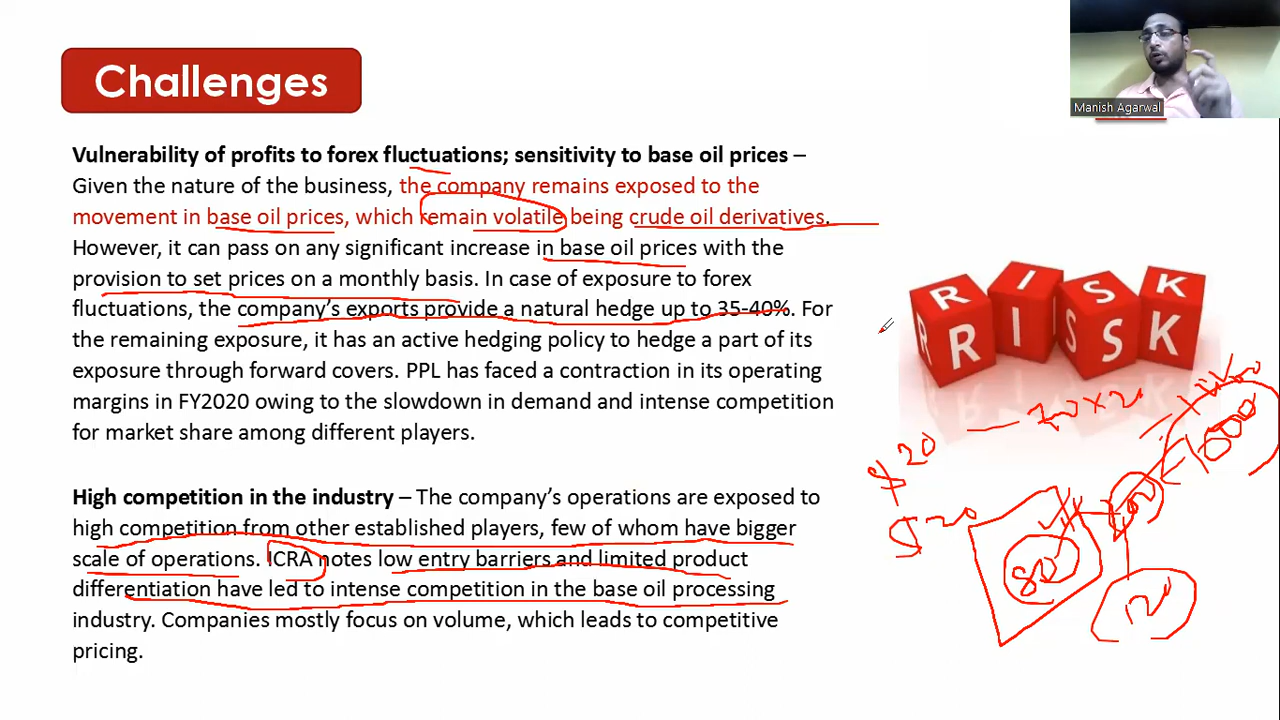 Challenges
Manish Agarwal
Vulnerability of profits to forex fluctuations; sensitivity to base oil prices –
Given the nature of the business, the company remains exposed to the
movement in base oil prices, which remain volatile being crude oil derivatives.
However, it can pass on any significant increase in base oil prices with the
provision to set prices on a monthly basis. In case of exposure to forex
fluctuations, the company's exports provide a natural hedge up to 35-40%. For
the remaining exposure, it has an active hedging policy to hedge a part of its
exposure through forward covers. PPL has faced a contraction in its operating
margins in FY2020 owing to the slowdown in demand and intense competition
for market share among different players.
High competition in the industry – The company's operations are exposed to
high competition from other established players, few of whom have bigger
scale of operations. ICRA notes low entry barriers and limited product
differentiation have led to intense competition in the base oil processing
industry. Companies mostly focus on volume, which leads to competitive
pricing.
R I S K
R R I S S K
$20
$20
80